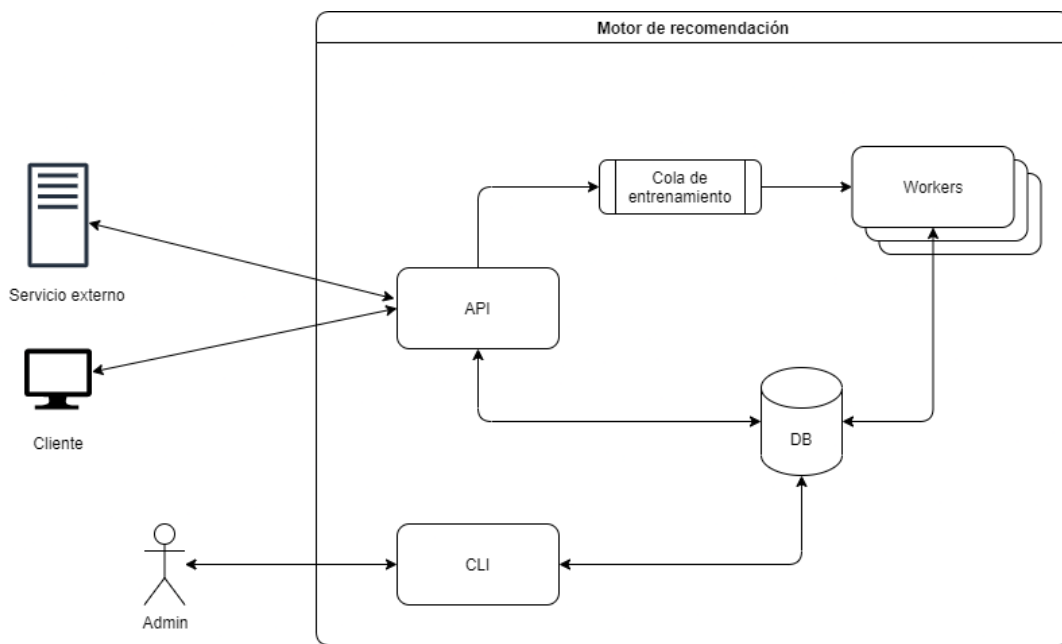 Motor de recomendación
Cola de
entrenamiento
Workers
Servicio externo
API
Cliente
DB
CLI
Admin